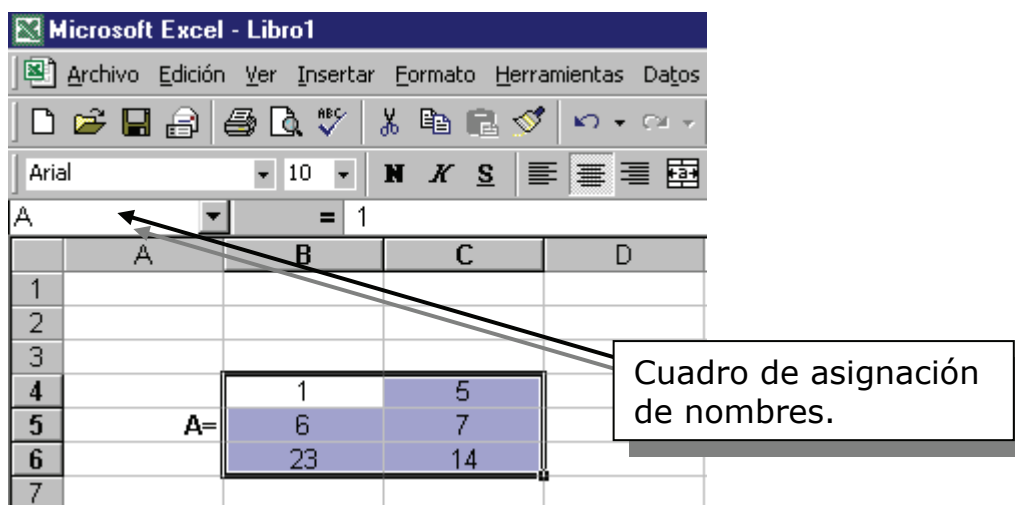 Microsoft Excel - Libro1
Archivo Edición Ver Insertar Formato Herramientas Datos
ABC
Arial 10 N K S a
A = 1
A B C D
1
2
3
4 1 5
5 A= 6 7
6 23 14
7
Cuadro de asignación
de nombres.